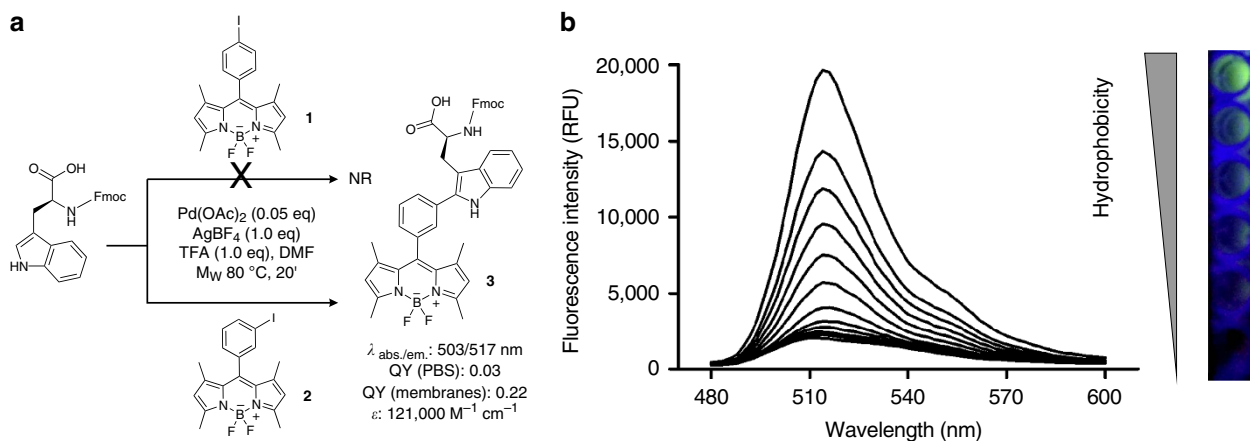 a
I
N
N
B
−
+
F
F
1
O
OH
N
H
Fmoc
HN
X
NR
Pd(OAc)2 (0.05 eq)
AgBF4 (1.0 eq)
TFA (1.0 eq), DMF
MW 80 °C, 20'
I
N
N
B
−
+
F
F
2
OH
O
N
H
Fmoc
N
H
N
N
B
−
+
F
F
3
λ abs./em.: 503/517 nm
QY (PBS): 0.03
QY (membranes): 0.22
ε: 121,000 M−1 cm−1
b
Fluorescence intensity (RFU)
20,000
15,000
10,000
5,000
0
480
510
540
570
600
Wavelength (nm)
Hydrophobicity